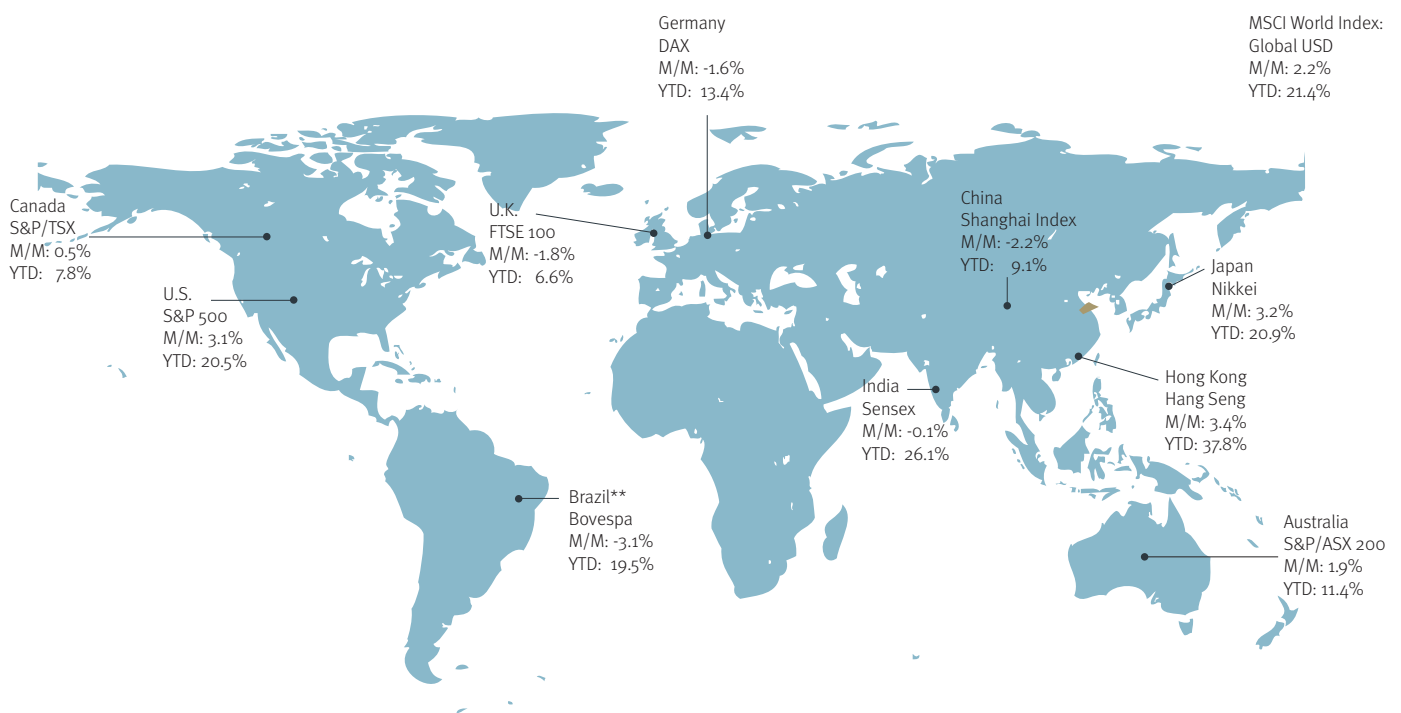 Germany
DAX
M/M: -1.6%
YTD: 13.4%
MSCI World Index:
Global USD
M/M: 2.2%
YTD: 21.4%
Canada
S&P/TSX
M/M: 0.5%
YTD: 7.8%
U.K.
FTSE 100
M/M: -1.8%
YTD: 6.6%
China
Shanghai Index
M/M: -2.2%
YTD: 9.1%
Japan
Nikkei
M/M: 3.2%
YTD: 20.9%
U.S.
S&P 500
M/M: 3.1%
YTD: 20.5%
Hong Kong
Hang Seng
M/M: 3.4%
YTD: 37.8%
India
Sensex
M/M: -0.1%
YTD: 26.1%
Brazil**
Bovespa
M/M: -3.1%
YTD: 19.5%
Australia
S&P/ASX 200
M/M: 1.9%
YTD: 11.4%